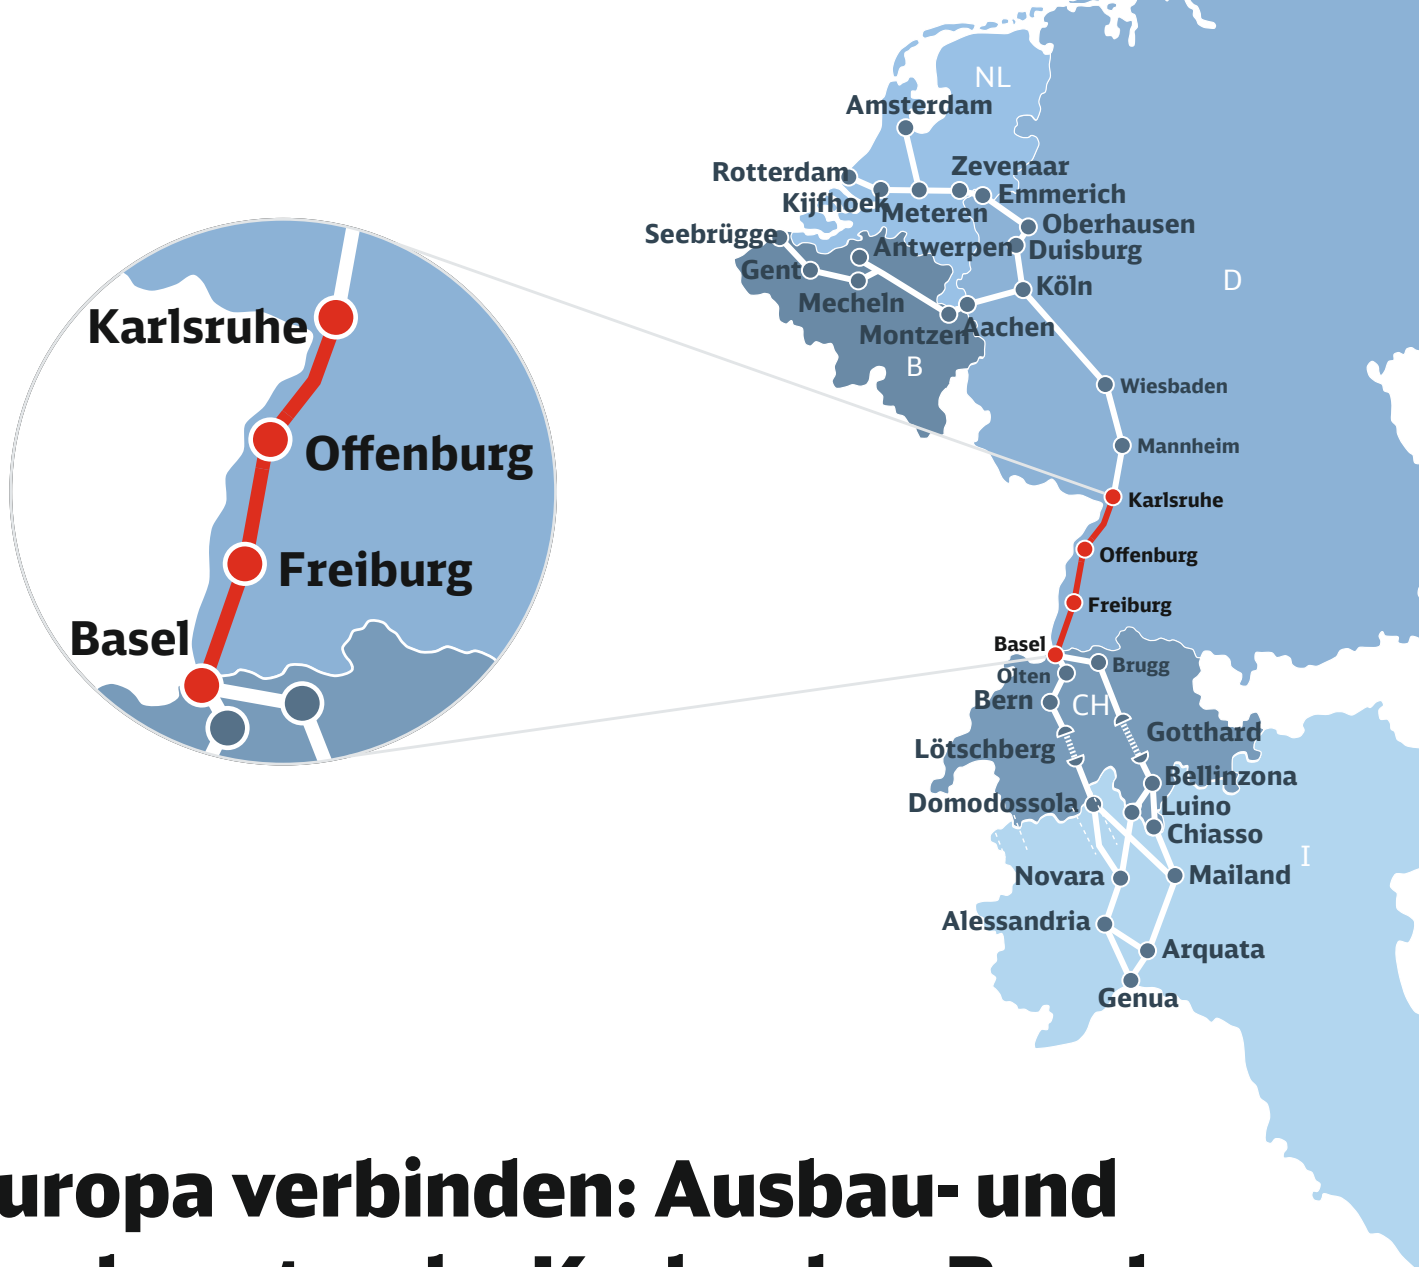 NL
Amsterdam
Zevenaar
Rotterdam
Emmerich
Kijfhoek
Meteren
Oberhausen
Seebrügge
Antwerpen
Duisburg
Gent
D
Köln
Mecheln
Aachen
Montzen
B
Wiesbaden
Mannheim
Karlsruhe
Offenburg
Freiburg
Basel
Karlsruhe
Offenburg
Freiburg
Basel
Brugg
Olten
Bern
CH
Gotthard
Lötschberg
Bellinzona
Domodossola
Luino
Chiasso
I
Novara
Mailand
Alessandria
Arquata
Genua
uropa verbinden: Ausbau- und